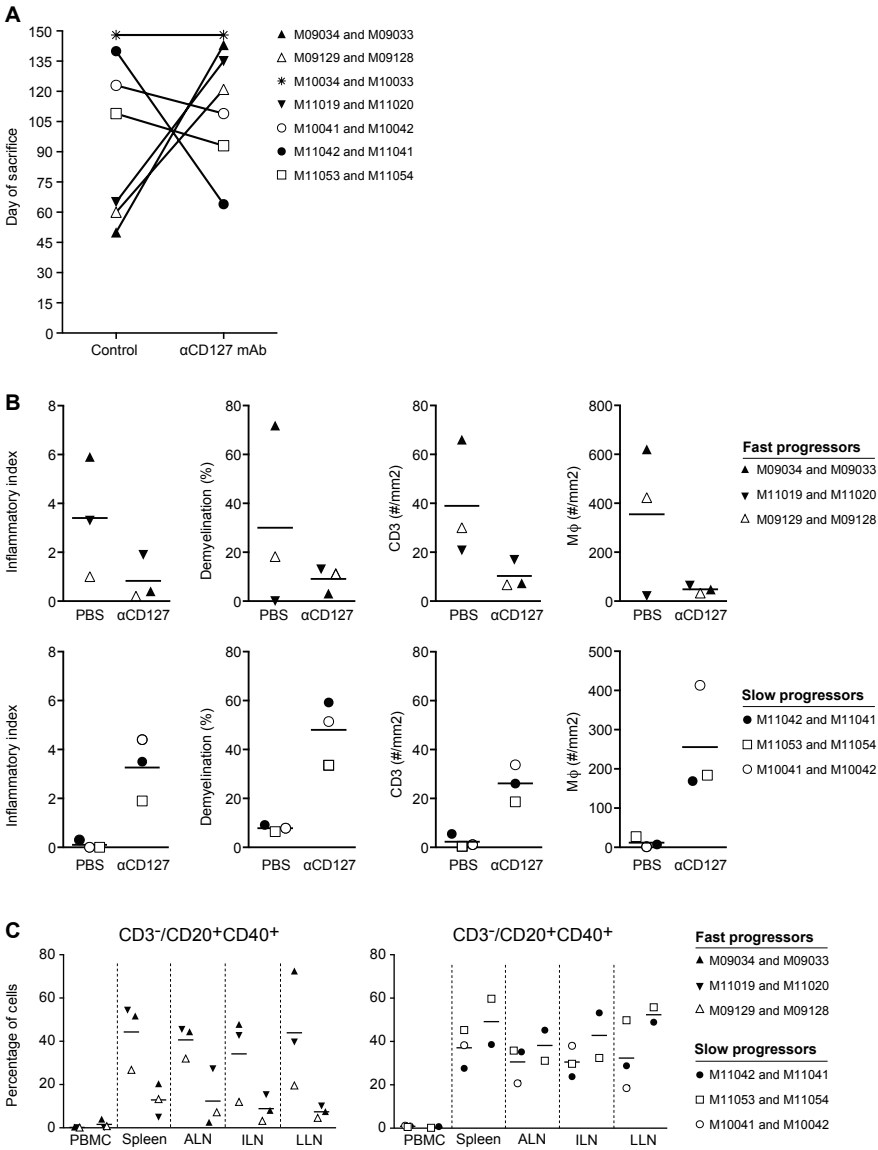 A
150
135
120
105
90
75
60
45
30
15
0
Day of sacrifice
Control
αCD127 mAb
M09034 and M09033
M09129 and M09128
M10034 and M10033
M11019 and M11020
M10041 and M10042
M11042 and M11041
M11053 and M11054
B
Inflammatory index
8
6
4
2
0
PBS αCD127
Demyelination (%)
80
60
40
20
0
PBS αCD127
CD3 (#/mm2)
80
60
40
20
0
PBS αCD127
Mϕ (#/mm2)
800
600
400
200
0
PBS αCD127
Fast progressors
M09034 and M09033
M11019 and M11020
M09129 and M09128
Inflammatory index
8
6
4
2
0
PBS αCD127
Demyelination (%)
80
60
40
20
0
PBS αCD127
CD3 (#/mm2)
80
60
40
20
0
PBS αCD127
Mϕ (#/mm2)
500
400
300
200
100
0
PBS αCD127
Slow progressors
M11042 and M11041
M11053 and M11054
M10041 and M10042
C
CD3⁻/CD20⁺CD40⁺
Percentage of cells
80
60
40
20
0
PBMC Spleen ALN ILN LLN
CD3⁻/CD20⁺CD40⁺
80
60
40
20
0
PBMC Spleen ALN ILN LLN
Fast progressors
M09034 and M09033
M11019 and M11020
M09129 and M09128
Slow progressors
M11042 and M11041
M11053 and M11054
M10041 and M10042